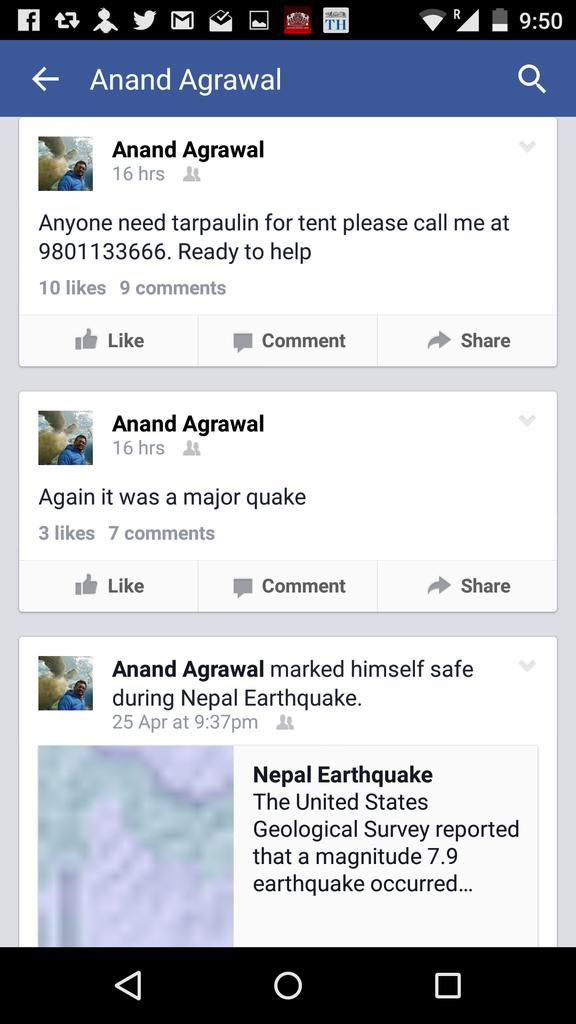 R 9:50
TH
Anand Agrawal
Anand Agrawal
16 hrs
Anyone need tarpaulin for tent please call me at
9801133666. Ready to help
10 likes 9 comments
Like Comment Share
Anand Agrawal
16 hrs
Again it was a major quake
3 likes 7 comments
Like Comment Share
Anand Agrawal marked himself safe
during Nepal Earthquake.
25 Apr at 9:37pm
Nepal Earthquake
The United States
Geological Survey reported
that a magnitude 7.9
earthquake occurred...